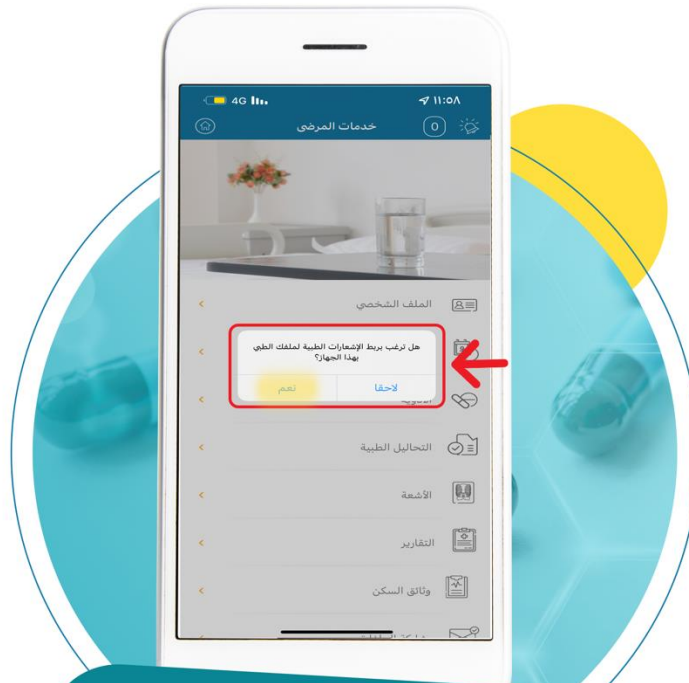 4G ١١:٥٨
خدمات المرضى 0
الملف الشخصي
هل ترغب بربط الإشعارات الطبية لملفك الطبي
بهذا الجهاز؟
لاحقا نعم
التحاليل الطبية
الأشعة
التقارير
وثائق السكن